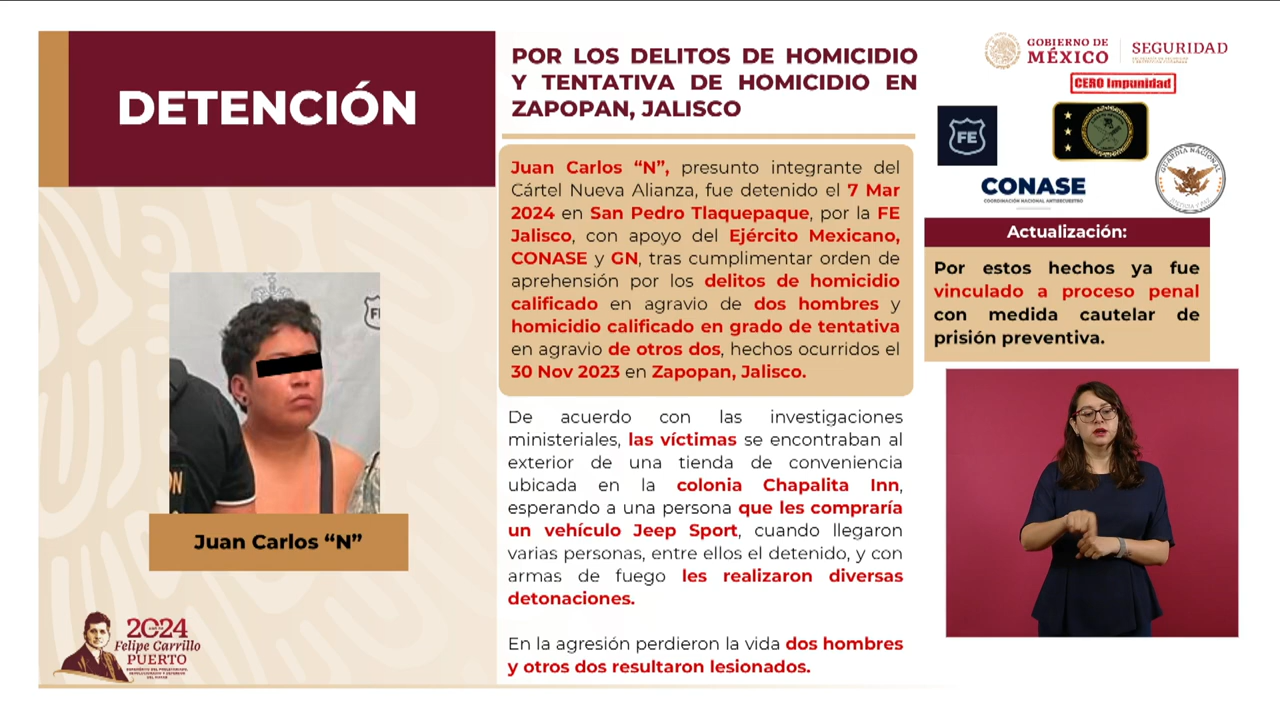 DETENCIÓN
POR LOS DELITOS DE HOMICIDIO
Y TENTATIVA DE HOMICIDIO EN
ZAPOPAN, JALISCO
Juan Carlos “N”, presunto integrante del
Cártel Nueva Alianza, fue detenido el 7 Mar
2024 en San Pedro Tlaquepaque, por la FE
Jalisco, con apoyo del Ejército Mexicano,
CONASE y GN, tras cumplimentar orden de
aprehensión por los delitos de homicidio
calificado en agravio de dos hombres y
homicidio calificado en grado de tentativa
en agravio de otros dos, hechos ocurridos el
30 Nov 2023 en Zapopan, Jalisco.
De acuerdo con las investigaciones
ministeriales, las víctimas se encontraban al
exterior de una tienda de conveniencia
ubicada en la colonia Chapalita Inn,
esperando a una persona que les compraría
un vehículo Jeep Sport, cuando llegaron
varias personas, entre ellos el detenido, y con
armas de fuego les realizaron diversas
detonaciones.
En la agresión perdieron la vida dos hombres
y otros dos resultaron lesionados.
Juan Carlos “N”
2024
Felipe Carrillo
PUERTO
GOBIERNO DE
MÉXICO
SEGURIDAD
CERO Impunidad
FE
CONASE
COORDINACIÓN NACIONAL ANTISECUESTRO
GUARDIA NACIONAL
Actualización:
Por estos hechos ya fue
vinculado a proceso penal
con medida cautelar de
prisión preventiva.